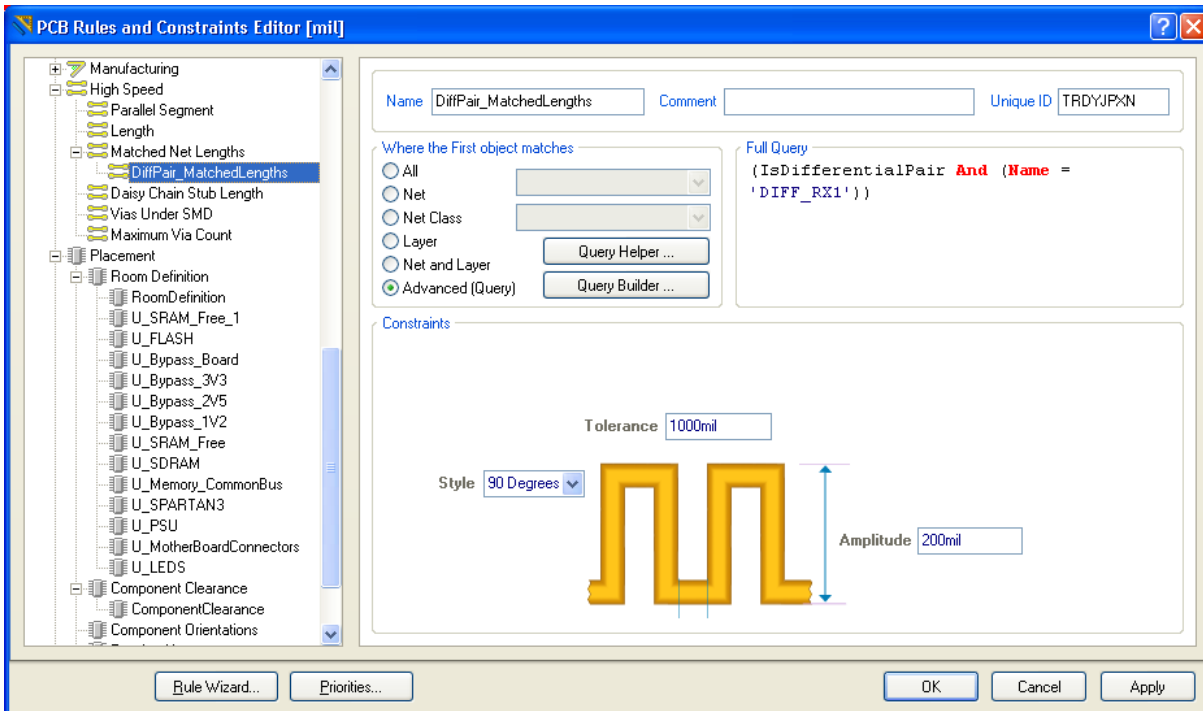 PCB Rules and Constraints Editor [mil]
Manufacturing
High Speed
Parallel Segment
Length
Matched Net Lengths
DiffPair_MatchedLengths
Daisy Chain Stub Length
Vias Under SMD
Maximum Via Count
Placement
Room Definition
RoomDefinition
U_SRAM_Free_1
U_FLASH
U_Bypass_Board
U_Bypass_3V3
U_Bypass_2V5
U_Bypass_1V2
U_SRAM_Free
U_SDRAM
U_Memory_CommonBus
U_SPARTAN3
U_PSU
U_MotherBoardConnectors
U_LEDS
Component Clearance
ComponentClearance
Component Orientations
Name DiffPair_MatchedLengths Comment Unique ID TRDYJPXN
Where the First object matches
All
Net
Net Class
Layer
Net and Layer
Advanced (Query)
Query Helper ...
Query Builder ...
Full Query
(IsDifferentialPair And (Name =
'DIFF_RX1'))
Constraints
Tolerance 1000mil
Style 90 Degrees
Amplitude 200mil
Rule Wizard... Priorities... OK Cancel Apply